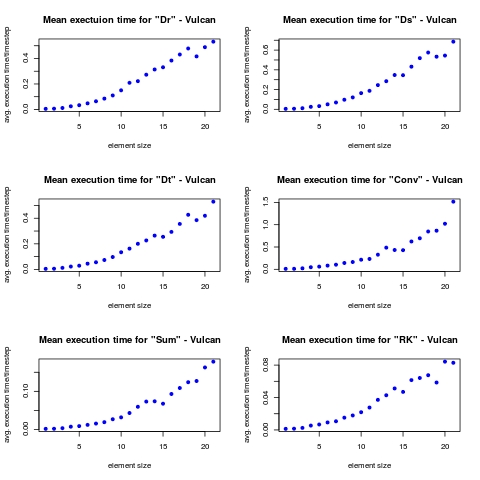 Mean exectuion time for "Dr" - Vulcan
avg. execution time/timestep
0.0 0.2 0.4
5 10 15 20
element size
Mean execution time for "Ds" - Vulcan
avg. execution time/timestep
0.0 0.2 0.4 0.6
5 10 15 20
element size
Mean execution time for "Dt" - Vulcan
avg. execution time/timestep
0.0 0.2 0.4
5 10 15 20
element size
Mean execution time for "Conv" - Vulcan
avg. execution time/timestep
0.0 0.5 1.0 1.5
5 10 15 20
element size
Mean execution time for "Sum" - Vulcan
avg. execution time/timestep
0.00 0.10
5 10 15 20
element size
Mean execution time for "RK" - Vulcan
avg. execution time/timestep
0.00 0.04 0.08
5 10 15 20
element size